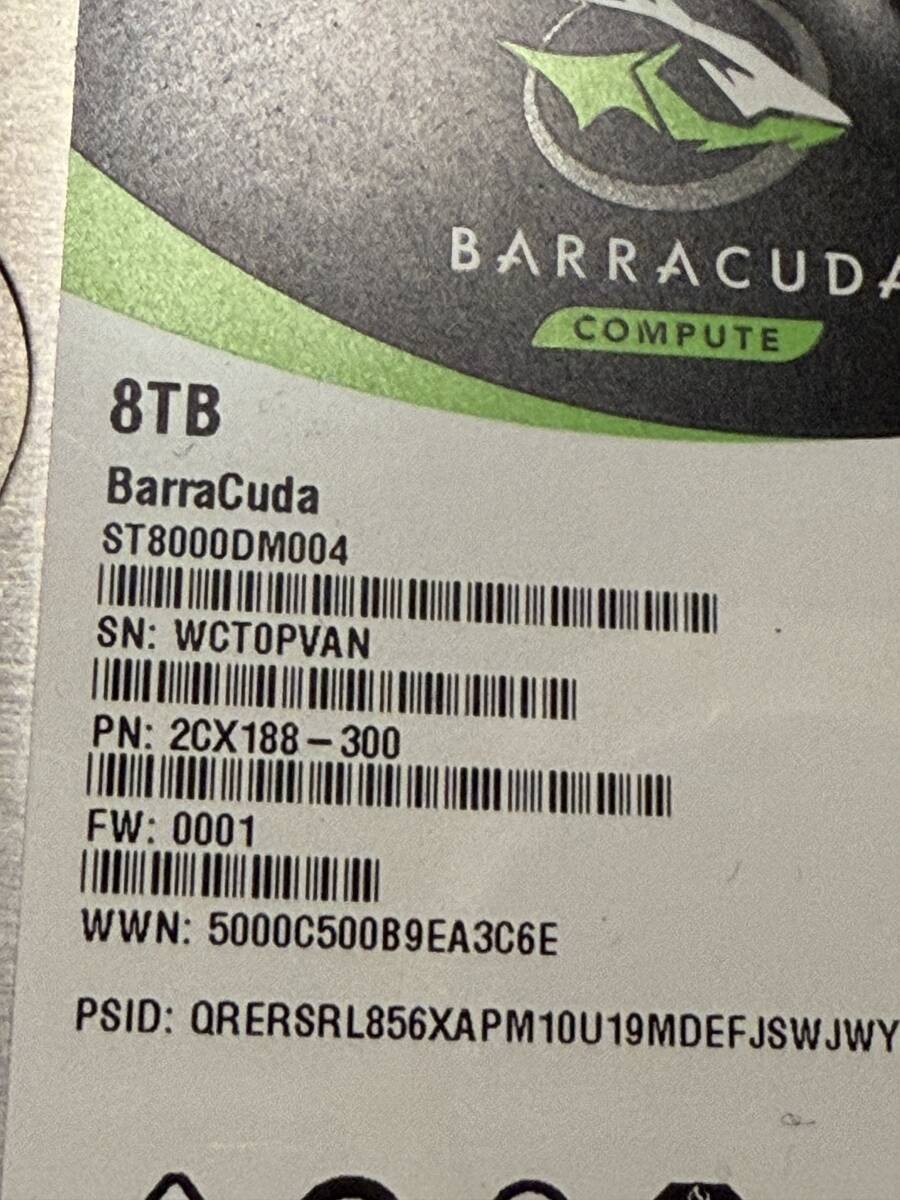 BARRACUDA
COMPUTE
8TB
BarraCuda
ST8000DM004
SN: WCT0PVAN
PN: 2CX188-300
FW: 0001
WWN: 5000C500B9EA3C6E
PSID: QRERSRL856XAPM10U19MDEFJSWJWY